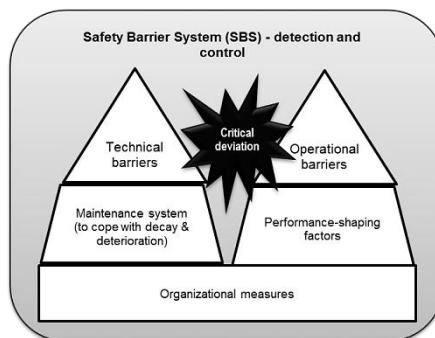 Safety Barrier System (SBS) - detection and
control
Critical
deviation
Technical
barriers
Operational
barriers
Maintenance system
(to cope with decay &
deterioration)
Performance-shaping
factors
Organizational measures